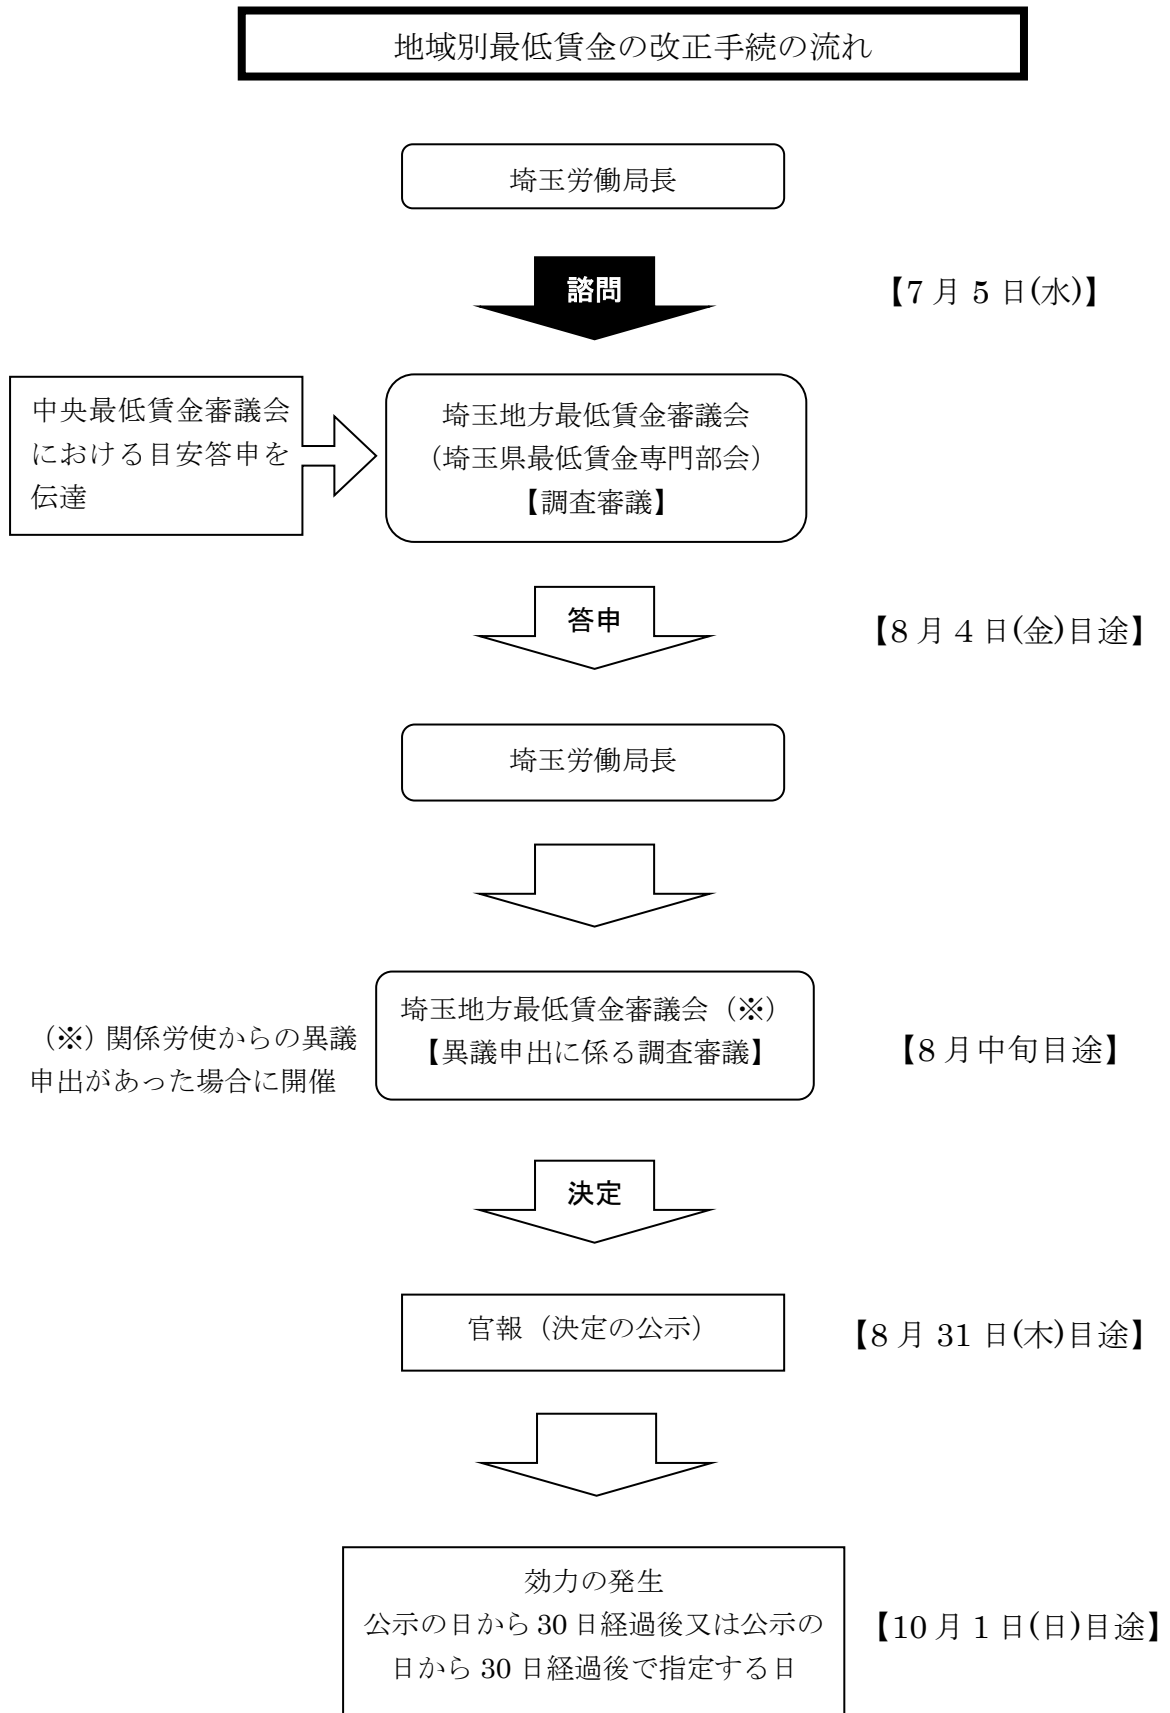 地域別最低賃金の改正手続の流れ
埼玉労働局長
諮問
【7 月 5 日(水)】
中央最低賃金審議会
における目安答申を
伝達
埼玉地方最低賃金審議会
（埼玉県最低賃金専門部会）
【調査審議】
答申
【8 月 4 日(金)目途】
埼玉労働局長
埼玉地方最低賃金審議会（※）
【異議申出に係る調査審議】
（※）関係労使からの異議
申出があった場合に開催
【8 月中旬目途】
決定
官報（決定の公示）
【8 月 31 日(木)目途】
効力の発生
公示の日から 30 日経過後又は公示の
日から 30 日経過後で指定する日
【10 月 1 日(日)目途】